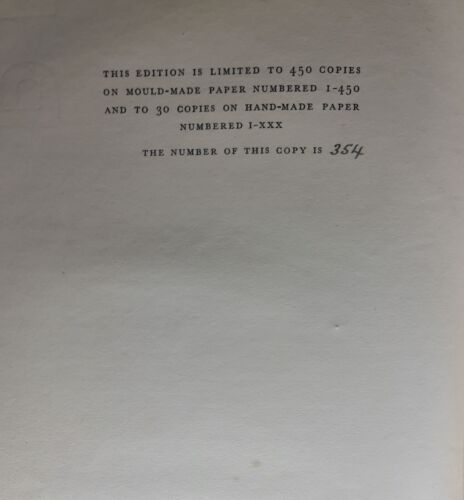 THIS EDITION IS LIMITED TO 450 COPIES
ON MOULD-MADE PAPER NUMBERED 1-450
AND TO 30 COPIES ON HAND-MADE PAPER
NUMBERED I-XXX
THE NUMBER OF THIS COPY IS 354